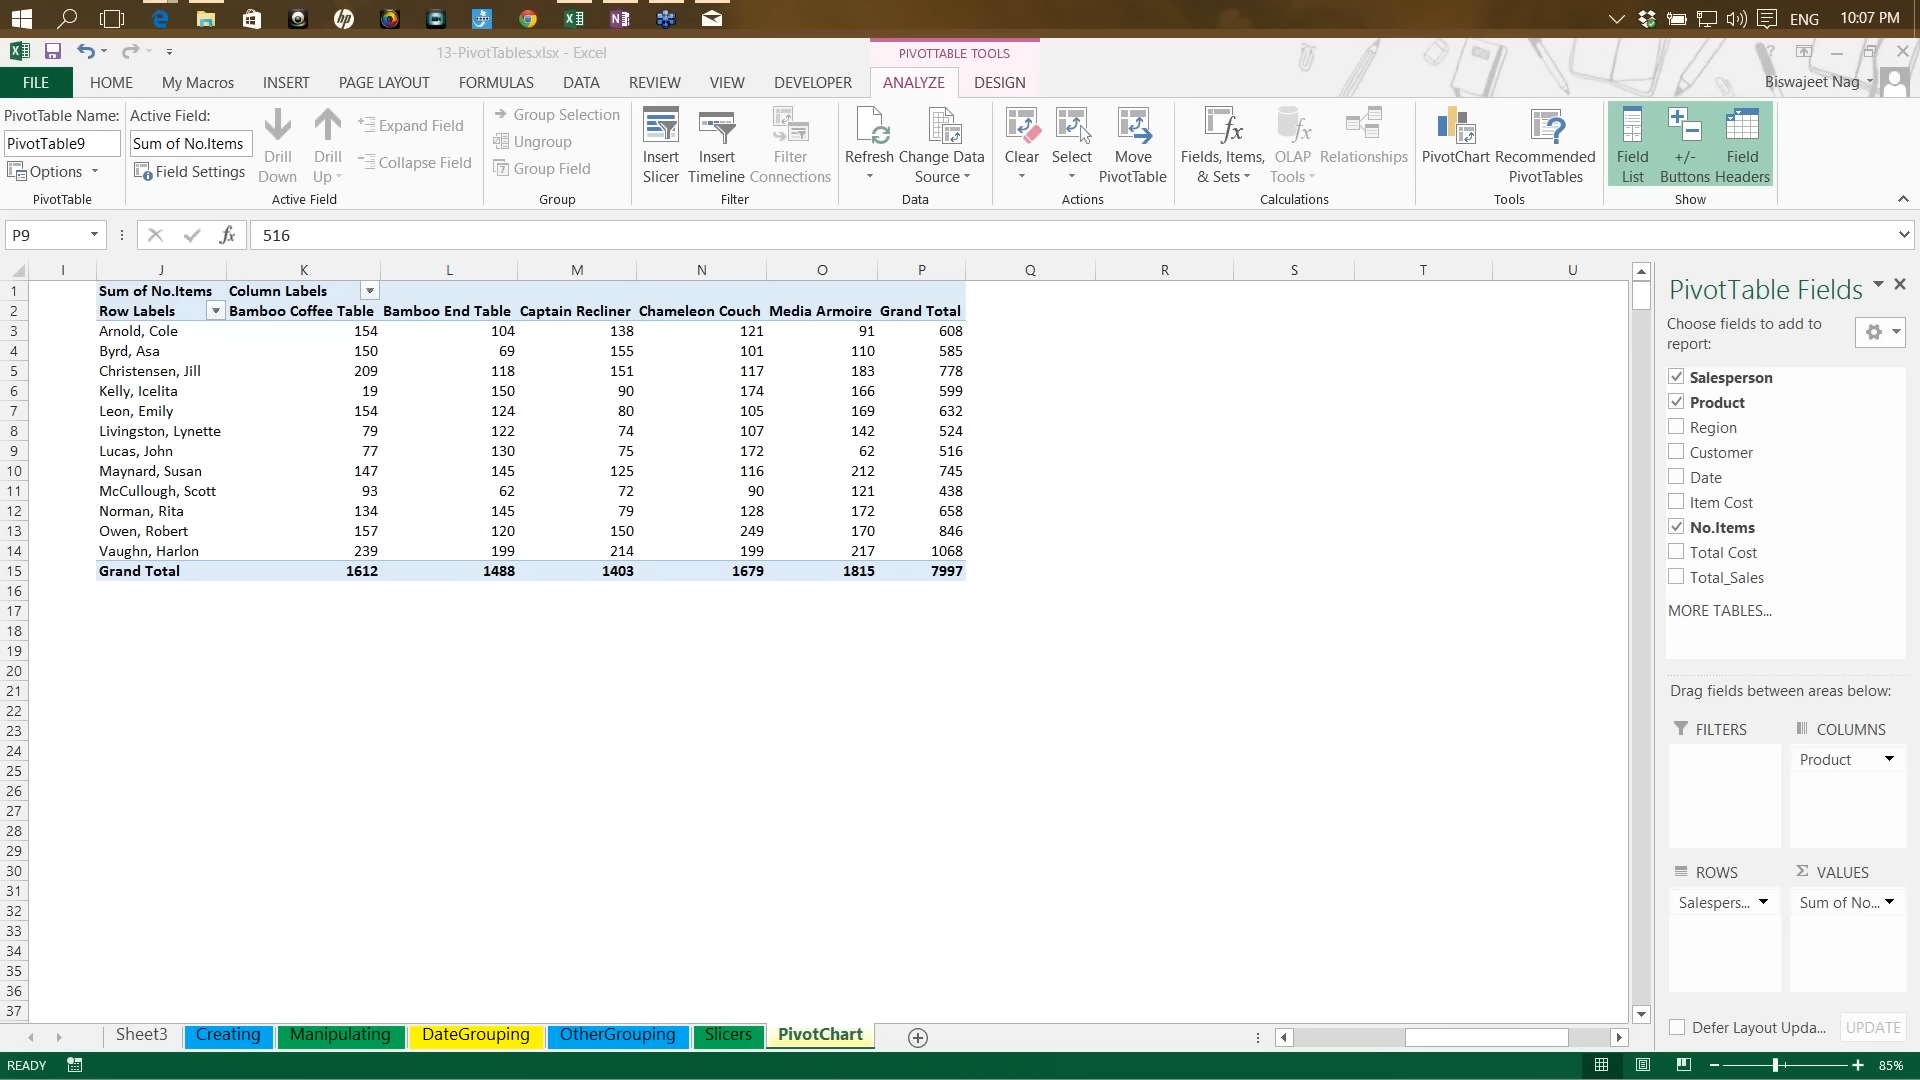 ENG 10:07 PM
13-PivotTables.xlsx - Excel
PIVOTTABLE TOOLS
FILE HOME My Macros INSERT PAGE LAYOUT FORMULAS DATA REVIEW VIEW DEVELOPER ANALYZE DESIGN Biswajeet Nag
PivotTable Name: Active Field:
PivotTable9 Sum of No.Items
Options Field Settings
Drill Down
Drill Up
Expand Field
Collapse Field
Group Selection
Ungroup
Group Field
Insert Slicer
Insert Timeline
Filter Connections
Refresh
Change Data Source
Clear
Select
Move PivotTable
Fields, Items, & Sets
OLAP Tools
Relationships
PivotChart
Recommended PivotTables
Field List
+/- Buttons
Field Headers
PivotTable Active Field Group Filter Data Actions Calculations Tools Show
P9 fx 516
I J K L M N O P Q R S T U
1 Sum of No.Items Column Labels
2 Row Labels Bamboo Coffee Table Bamboo End Table Captain Recliner Chameleon Couch Media Armoire Grand Total
3 Arnold, Cole 154 104 138 121 91 608
4 Byrd, Asa 150 69 155 101 110 585
5 Christensen, Jill 209 118 151 117 183 778
6 Kelly, Icelita 19 150 90 174 166 599
7 Leon, Emily 154 124 80 105 169 632
8 Livingston, Lynette 79 122 74 107 142 524
9 Lucas, John 77 130 75 172 62 516
10 Maynard, Susan 147 145 125 116 212 745
11 McCullough, Scott 93 62 72 90 121 438
12 Norman, Rita 134 145 79 128 172 658
13 Owen, Robert 157 120 150 249 170 846
14 Vaughn, Harlon 239 199 214 199 217 1068
15 Grand Total 1612 1488 1403 1679 1815 7997
16
17
18
19
20
21
22
23
24
25
26
27
28
29
30
31
32
33
34
35
36
37
PivotTable Fields
Choose fields to add to
report:
Salesperson
Product
Region
Customer
Date
Item Cost
No.Items
Total Cost
Total_Sales
MORE TABLES...
Drag fields between areas below:
FILTERS COLUMNS
Product
ROWS Σ VALUES
Salespers... Sum of No...
Defer Layout Upda... UPDATE
Sheet3 Creating Manipulating DateGrouping OtherGrouping Slicers PivotChart
READY 85%